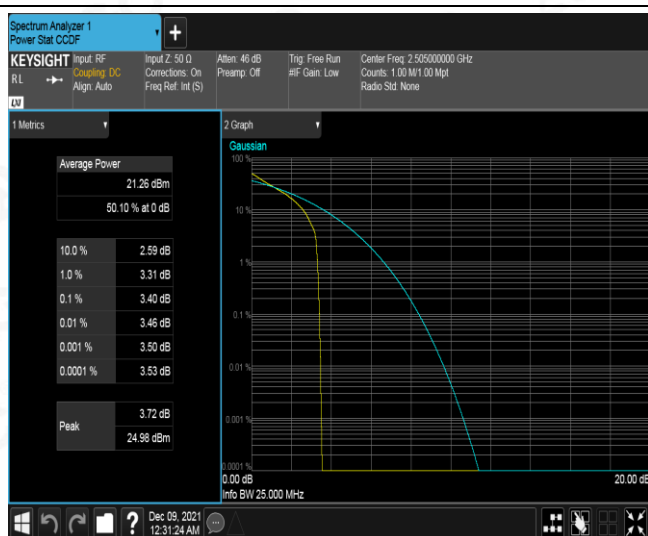 Spectrum Analyzer 1
Power Stat CCDF
+
KEYSIGHT
RL
LXI
Input: RF
Coupling: DC
Align: Auto
Input Z: 50 Ω
Corrections: On
Freq Ref: Int (S)
Atten: 46 dB
Preamp: Off
Trig: Free Run
#IF Gain: Low
Center Freq: 2.505000000 GHz
Counts: 1.00 M/1.00 Mpt
Radio Std: None
1 Metrics
Average Power
21.26 dBm
50.10 % at 0 dB
10.0 % 2.59 dB
1.0 % 3.31 dB
0.1 % 3.40 dB
0.01 % 3.46 dB
0.001 % 3.50 dB
0.0001 % 3.53 dB
Peak
3.72 dB
24.98 dBm
2 Graph
Gaussian
100 %
10 %
1 %
0.1 %
0.01 %
0.001 %
0.0001 %
0.00 dB
20.00 dB
Info BW 25.000 MHz
?
Dec 09, 2021
12:31:24 AM